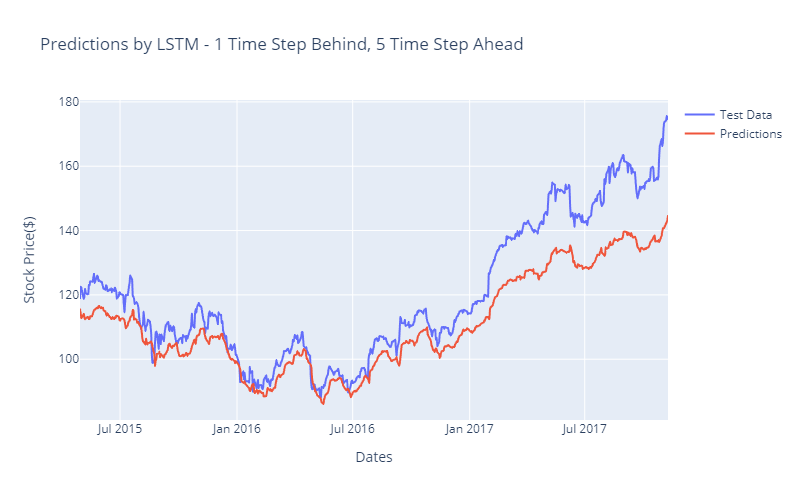 Predictions by LSTM - 1 Time Step Behind, 5 Time Step Ahead
180
160
140
120
100
Stock Price($)
Jul 2015
Jan 2016
Jul 2016
Jan 2017
Jul 2017
Dates
Test Data
Predictions